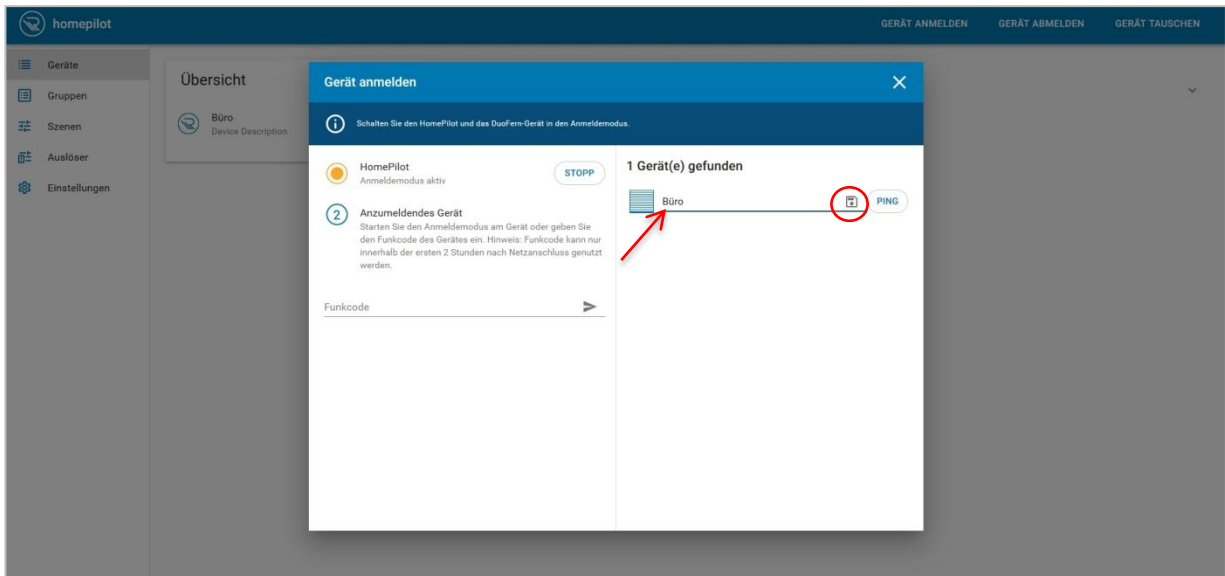 homepilot
GERÄT ANMELDEN
GERÄT ABMELDEN
GERÄT TAUSCHEN
Geräte
Gruppen
Szenen
Auslöser
Einstellungen
Übersicht
Büro
Device Description
Gerät anmelden
Schalten Sie den HomePilot und das DuoFern-Gerät in den Anmeldemodus.
HomePilot
Anmeldemodus aktiv
STOPP
2
Anzumeldendes Gerät
Starten Sie den Anmeldemodus am Gerät oder geben Sie
den Funkcode des Gerätes ein. Hinweis: Funkcode kann nur
innerhalb der ersten 2 Stunden nach Netzanschluss genutzt
werden.
Funkcode
1 Gerät(e) gefunden
Büro
PING